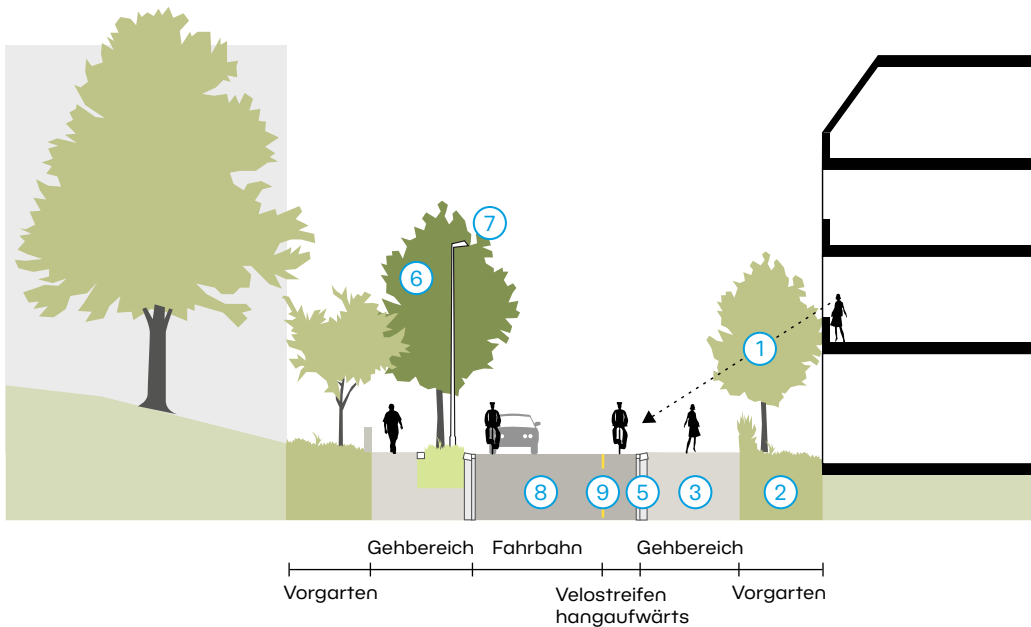 7
6
1
8
9
5
3
2
Gehbereich
Fahrbahn
Gehbereich
Vorgarten
Velostreifen
hangaufwärts
Vorgarten